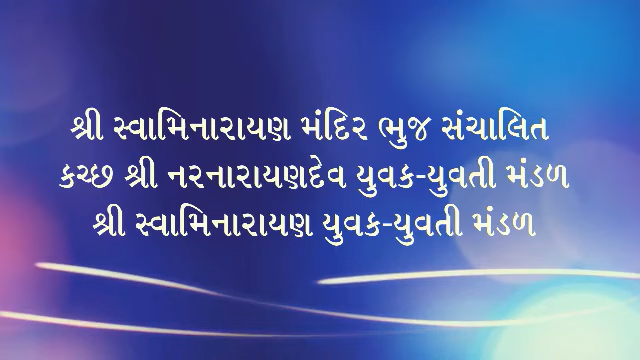 શ્રી સ્વામિનારાયણ મંદિર ભુજ સંચાલિત
કચ્છ શ્રી નરનારાયણદેવ યુવક-યુવતી મંડળ
શ્રી સ્વામિનારાયણ યુવક-યુવતી મંડળ